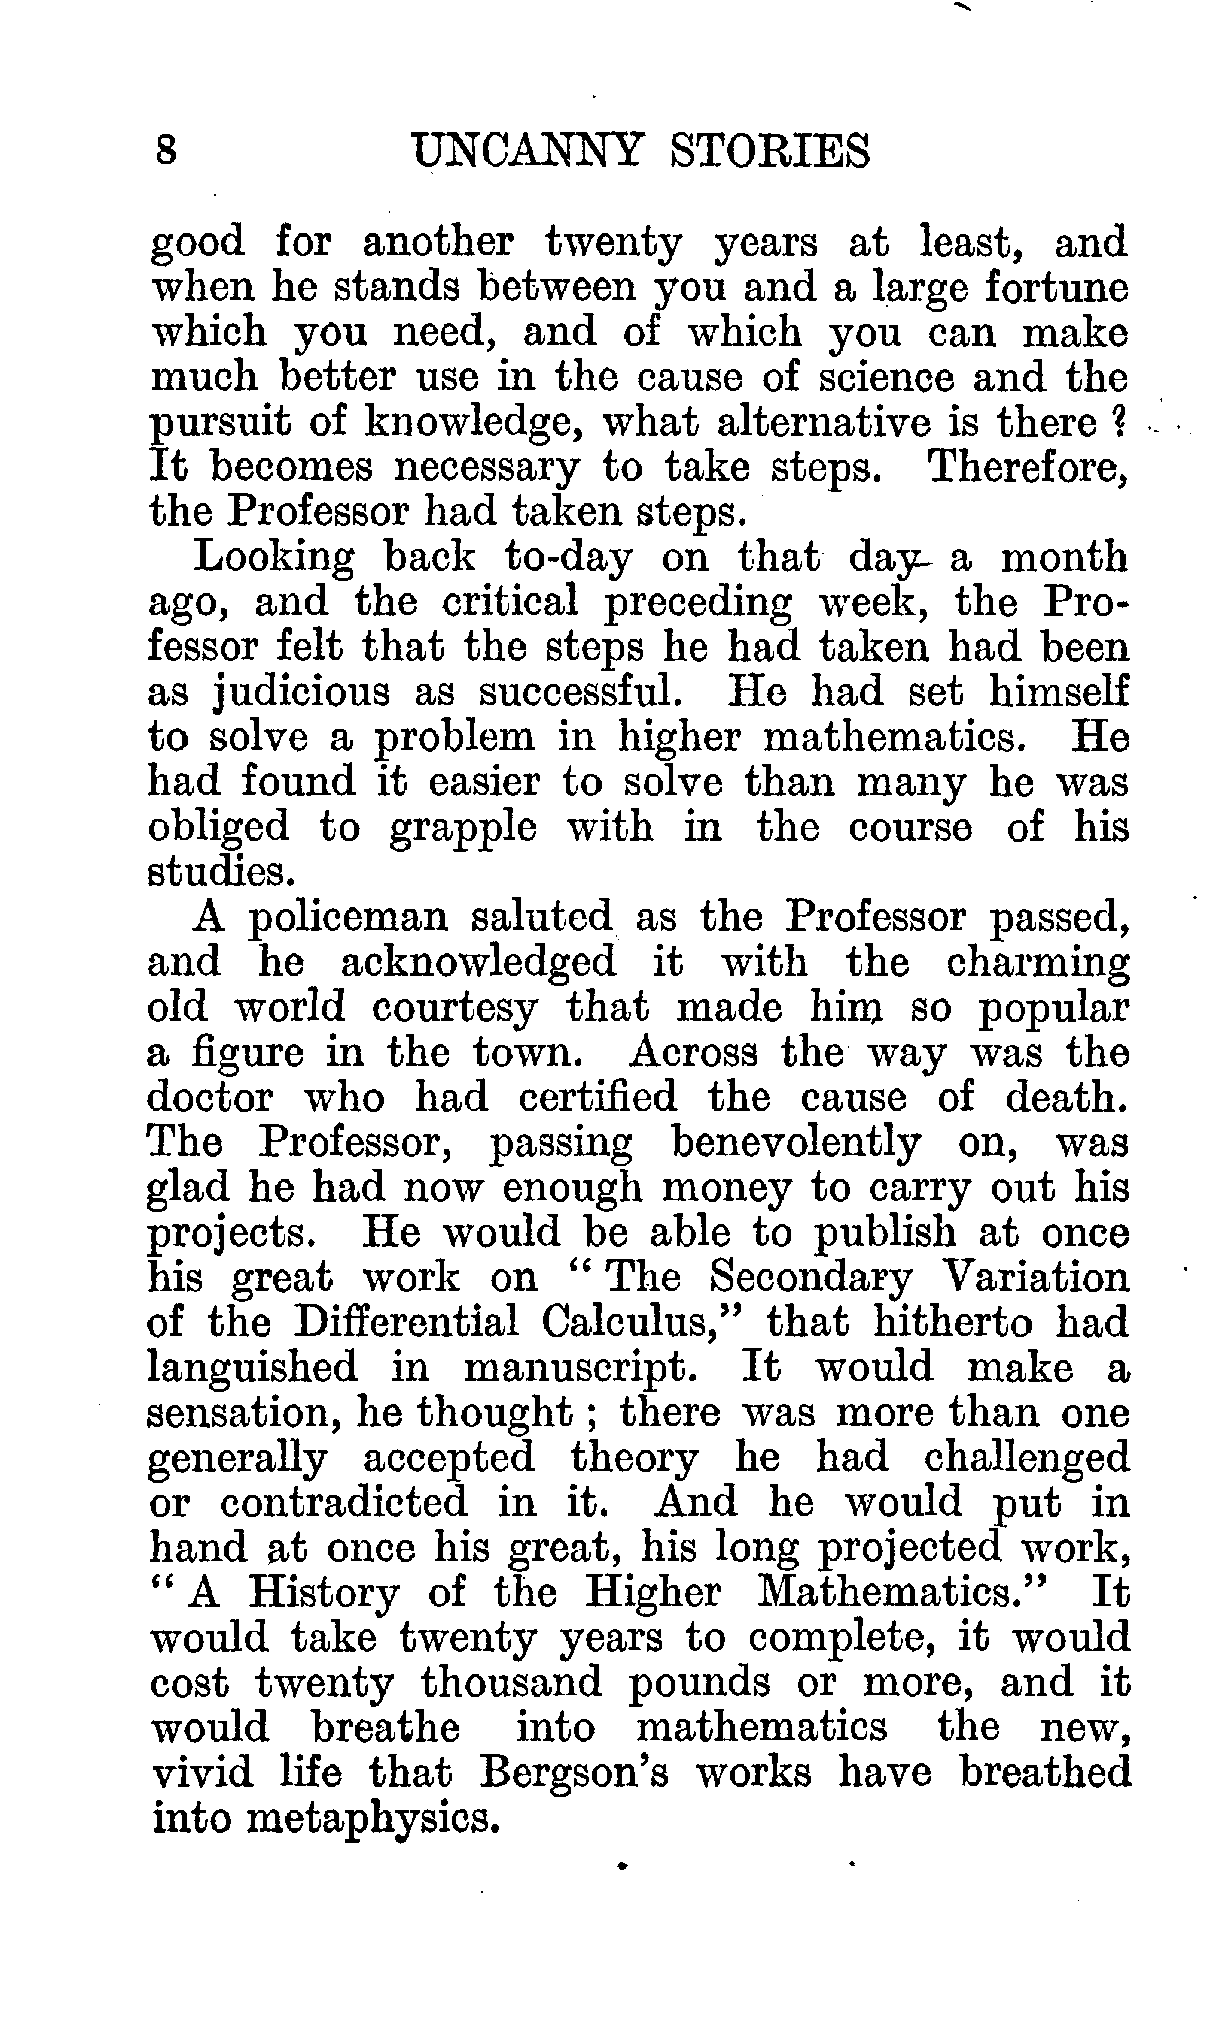 8 UNCANNY STORIES
good for another twenty years at least, and
when he stands between you and a large fortune
which you need, and of which you can make
much better use in the cause of science and the
pursuit of knowledge, what alternative is there ?
It becomes necessary to take steps. Therefore,
the Professor had taken steps.
Looking back to-day on that day a month
ago, and the critical preceding week, the Pro-
fessor felt that the steps he had taken had been
as judicious as successful. He had set himself
to solve a problem in higher mathematics. He
had found it easier to solve than many he was
obliged to grapple with in the course of his
studies.
A policeman saluted as the Professor passed,
and he acknowledged it with the charming
old world courtesy that made him so popular
a figure in the town. Across the way was the
doctor who had certified the cause of death.
The Professor, passing benevolently on, was
glad he had now enough money to carry out his
projects. He would be able to publish at once
his great work on " The Secondary Variation
of the Differential Calculus," that hitherto had
languished in manuscript. It would make a
sensation, he thought ; there was more than one
generally accepted theory he had challenged
or contradicted in it. And he would put in
hand at once his great, his long projected work,
" A History of the Higher Mathematics." It
would take twenty years to complete, it would
cost twenty thousand pounds or more, and it
would breathe into mathematics the new,
vivid life that Bergson's works have breathed
into metaphysics.